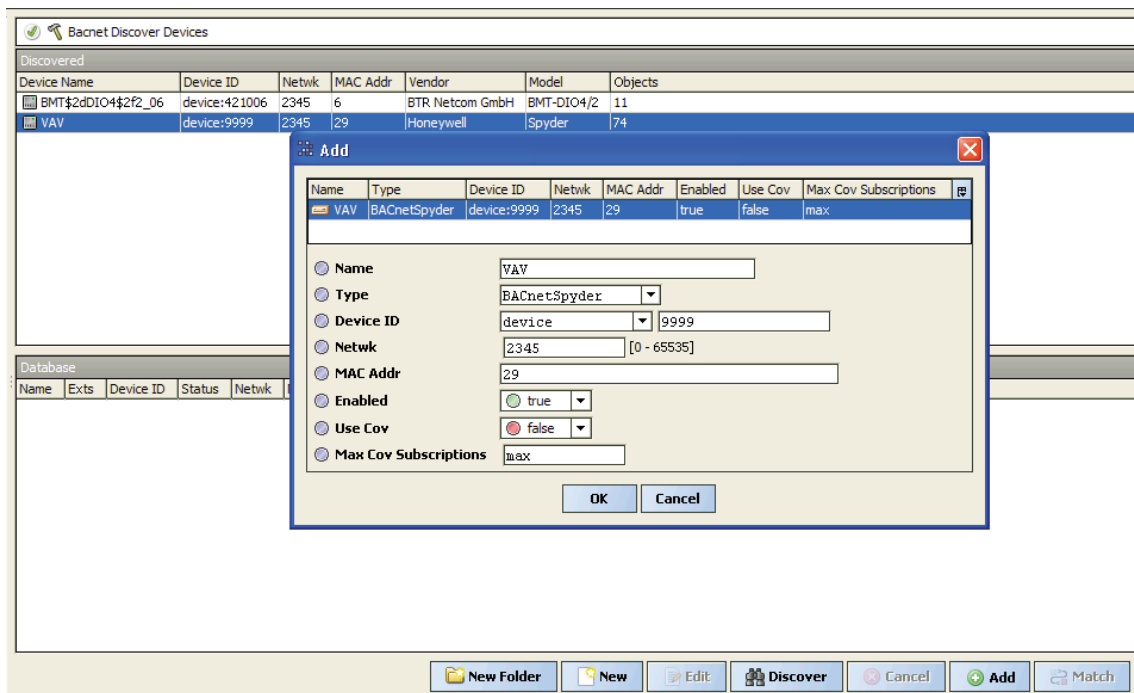 Bacnet Discover Devices
Discovered
Device Name Device ID Netwk MAC Addr Vendor Model Objects
BMT$2dDIO4$2f2_06 device:421006 2345 6 BTR Netcom GmbH BMT-DIO4/2 11
VAV device:9999 2345 29 Honeywell Spyder 74
Add
Name Type Device ID Netwk MAC Addr Enabled Use Cov Max Cov Subscriptions
VAV BACnetSpyder device:9999 2345 29 true false max
Name VAV
Type BACnetSpyder
Device ID device 9999
Netwk 2345 [0 - 65535]
MAC Addr 29
Enabled true
Use Cov false
Max Cov Subscriptions max
OK Cancel
Database
Name Exts Device ID Status Netwk
New Folder New Edit Discover Cancel Add Match